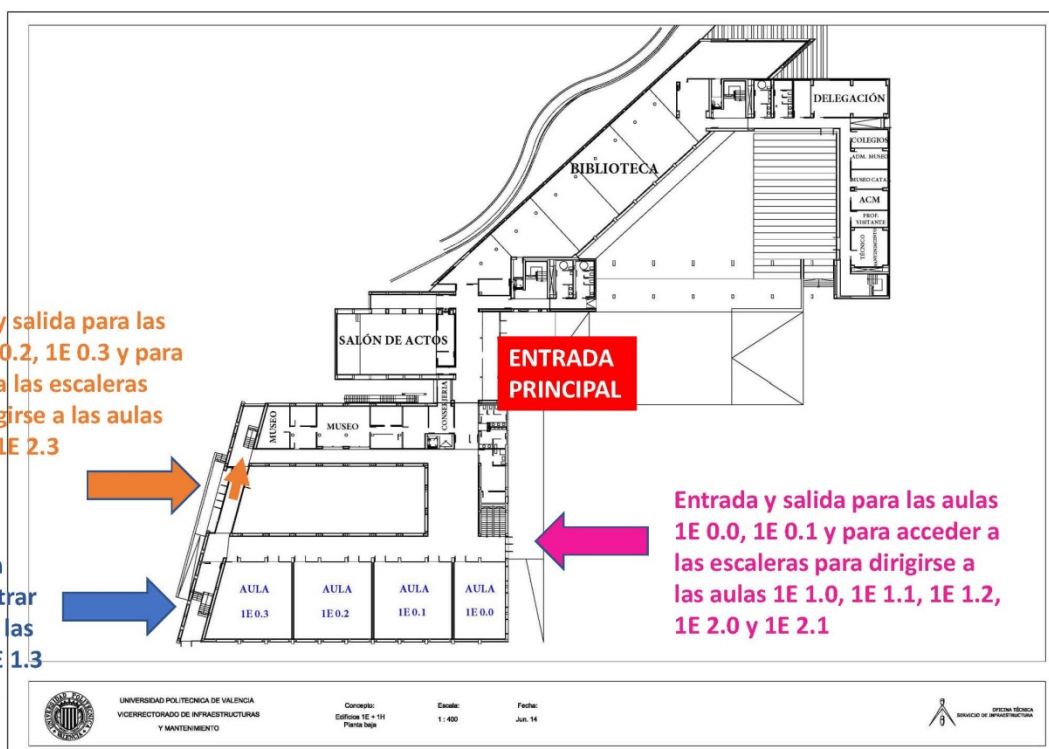 DELEGACIÓN
COLEGIOS
ADM. MUSEO
MUSEO CATA.
ACM
PROF.
VISITANTE
TÉCNICO
MANTENIMIENTO
BIBLIOTECA
SALÓN DE ACTOS
ENTRADA
PRINCIPAL
CONSERJERIA
MUSEO
MUSEO
y salida para las
0.2, 1E 0.3 y para
a las escaleras
girse a las aulas
1E 2.3
Entrada y salida para las aulas
1E 0.0, 1E 0.1 y para acceder a
las escaleras para dirigirse a
las aulas 1E 1.0, 1E 1.1, 1E 1.2,
1E 2.0 y 1E 2.1
trar
las
1.3
AULA
1E 0.3
AULA
1E 0.2
AULA
1E 0.1
AULA
1E 0.0
UNIVERSIDAD POLITECNICA DE VALENCIA
VICERRECTORADO DE INFRAESTRUCTURAS
Y MANTENIMIENTO
Concepto:
Edificios 1E + 1H
Planta baja
Escala:
1 : 400
Fecha:
Jun. 14
OFICINA TÉCNICA
SERVICIO DE INFRAESTRUCTURA